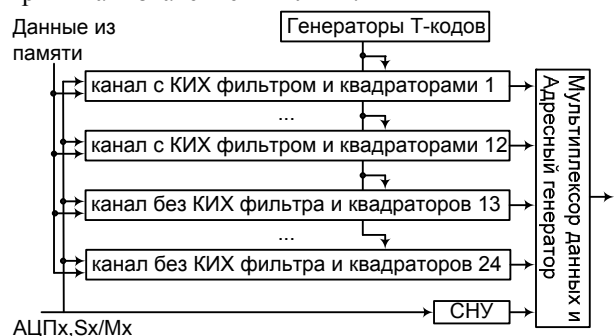 Данные из
памяти
Генераторы Т-кодов
канал с КИХ фильтром и квадраторами 1
...
канал с КИХ фильтром и квадраторами 12
канал без КИХ фильтра и квадраторов 13
...
канал без КИХ фильтра и квадраторов 24
Мультиплексор данных и
Адресный генератор
СНУ
АЦПх,Sx/Mx